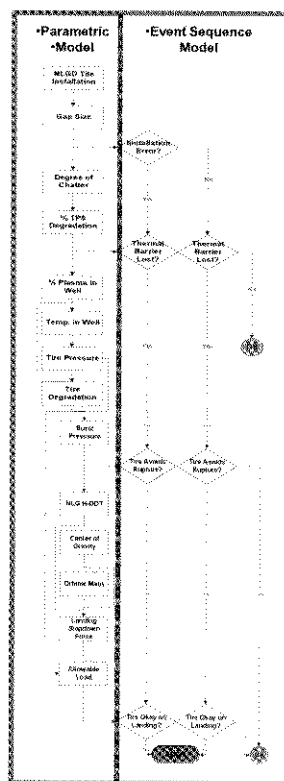 •Parametric
•Model
•Event Sequence
Model
NLGD Tile
Installation
Gap Size
Installation
Error?
Degree of
Chatter
No
Yes
% TPS
Degradation
Thermal
Barrier
Lost?
Thermal
Barrier
Lost?
% Plasma in
Well
Temp. in Well
Tire Pressure
Tire
Degradation
Burst
Pressure
Tire Avoids
Rupture?
Tire Avoids
Rupture?
Center of
Gravity
Orbiter Mass
Landing
Slapdown
Force
Allowable
Load
Tire Okay on
Landing?
Tire Okay on
Landing?